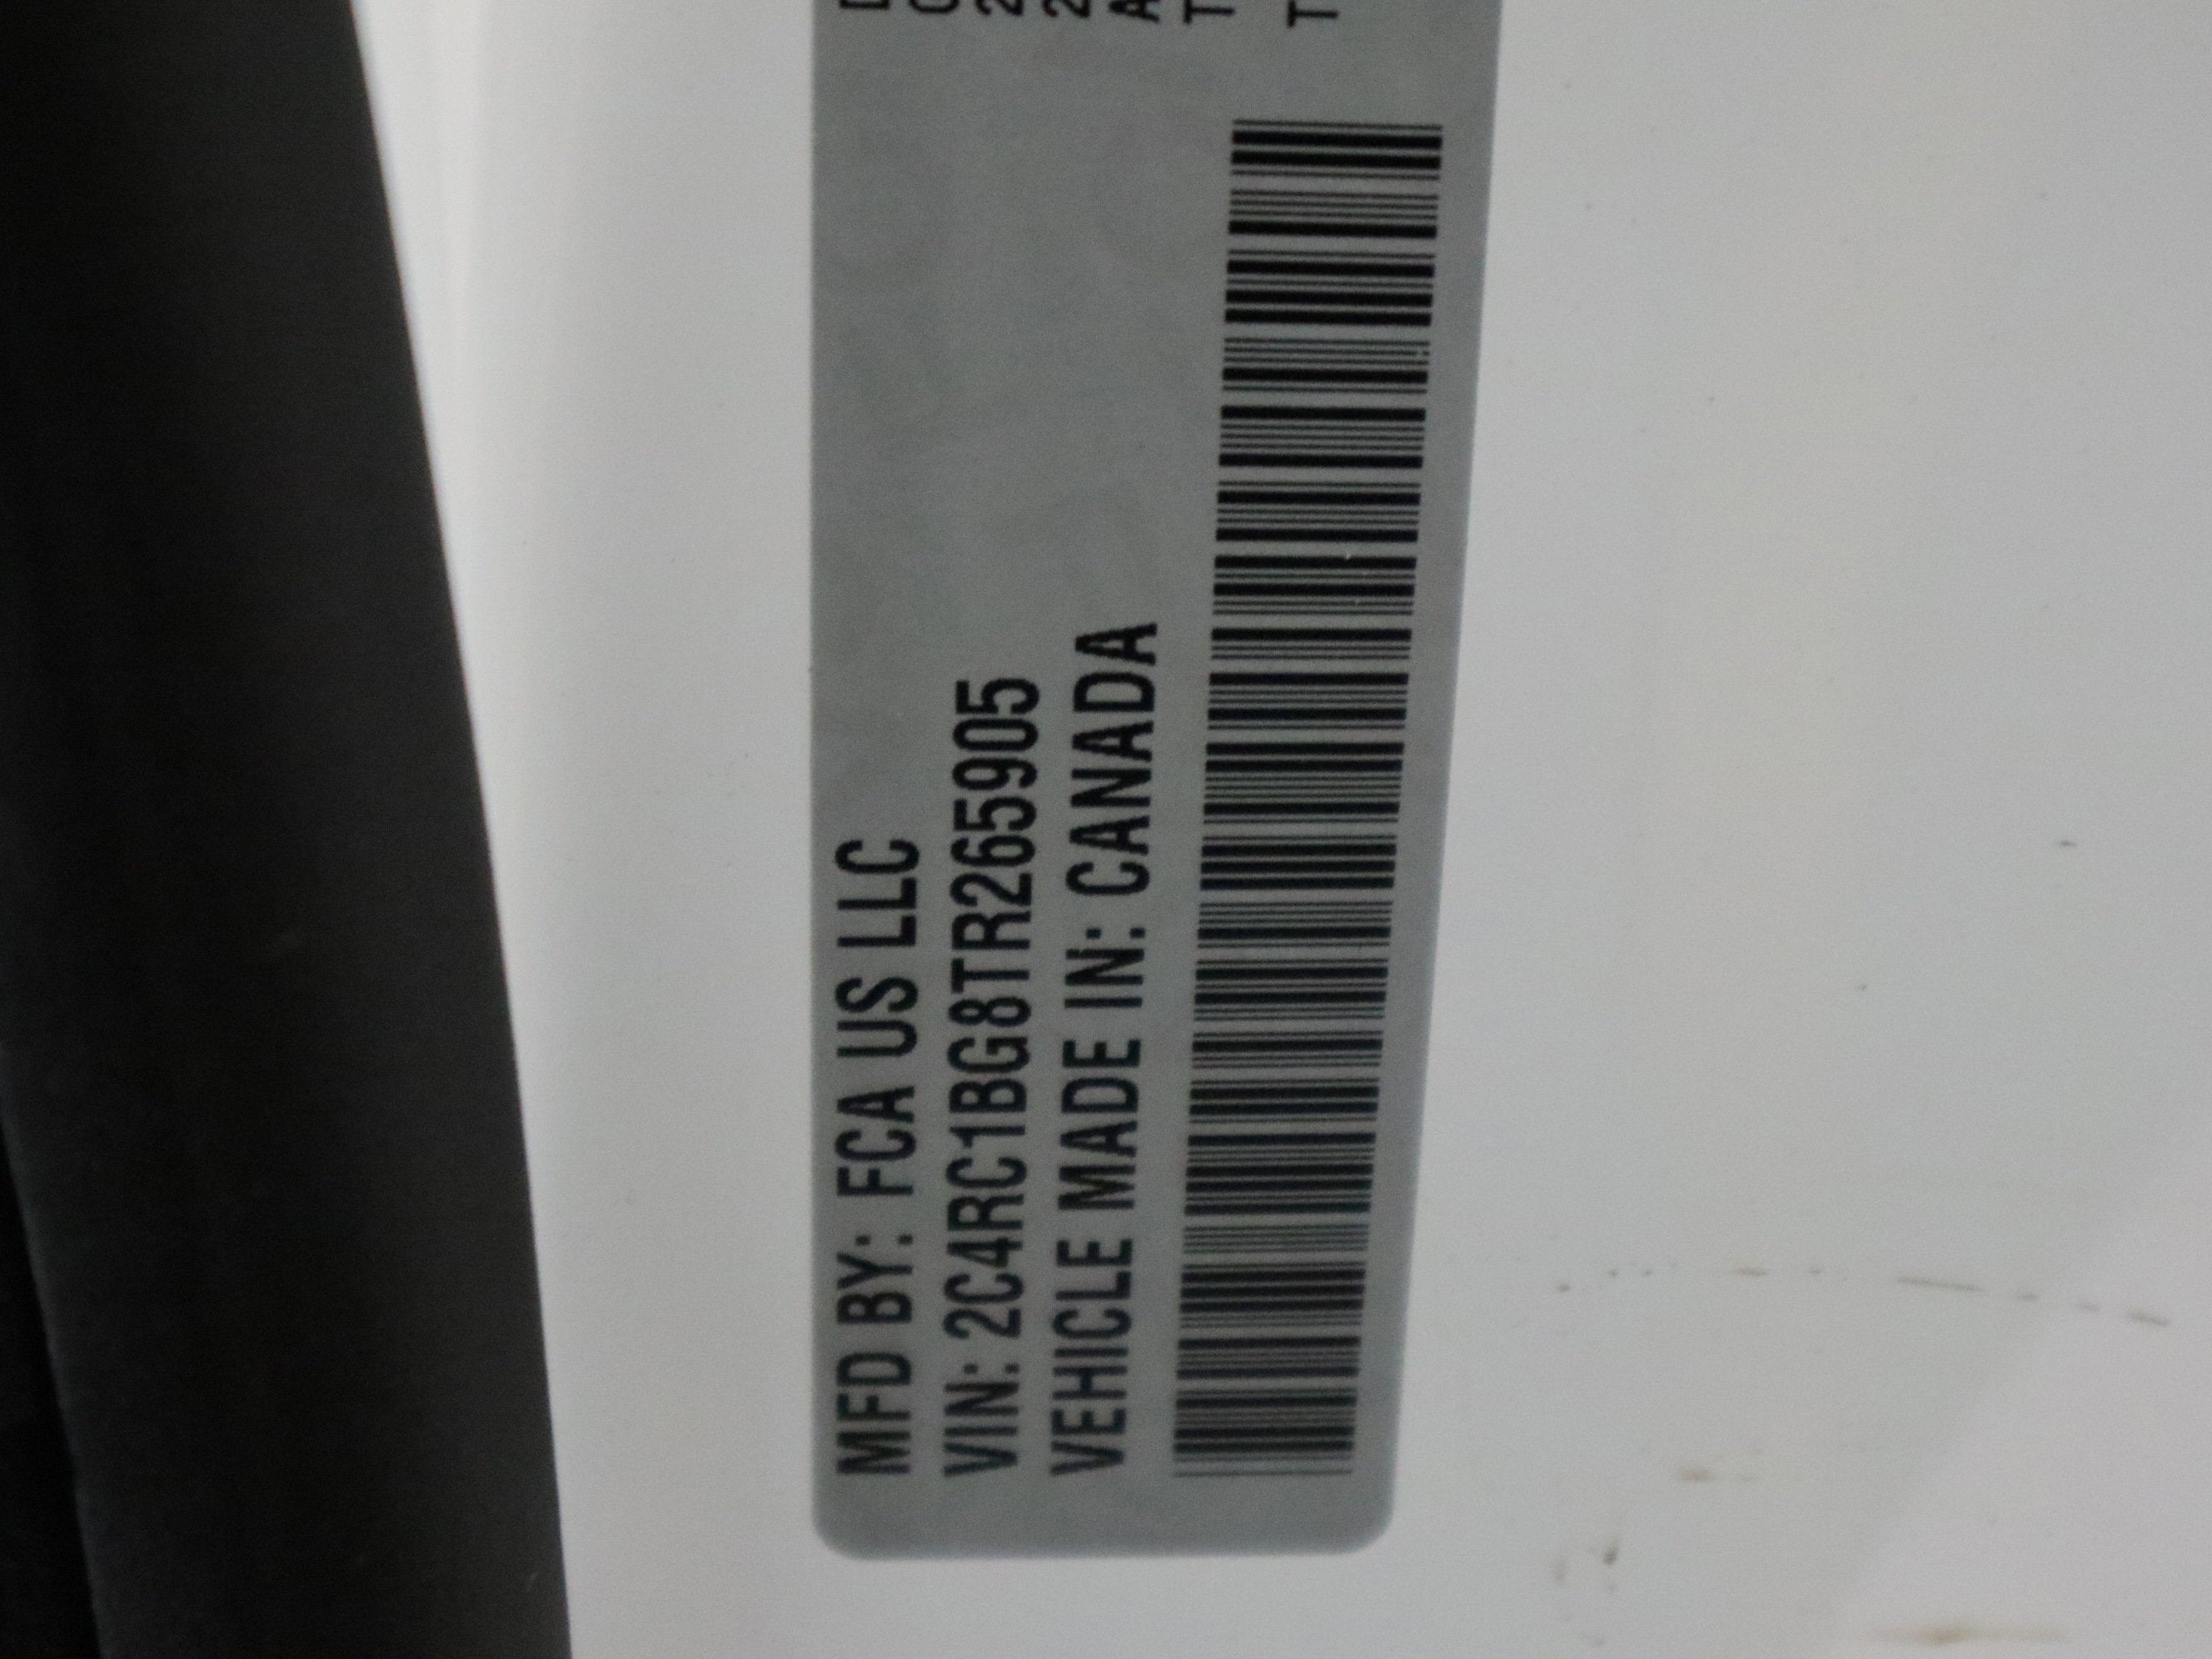 MFD BY: FCA US LLC
VIN: 2C4RC1BG8TR265905
VEHICLE MADE IN: CANADA